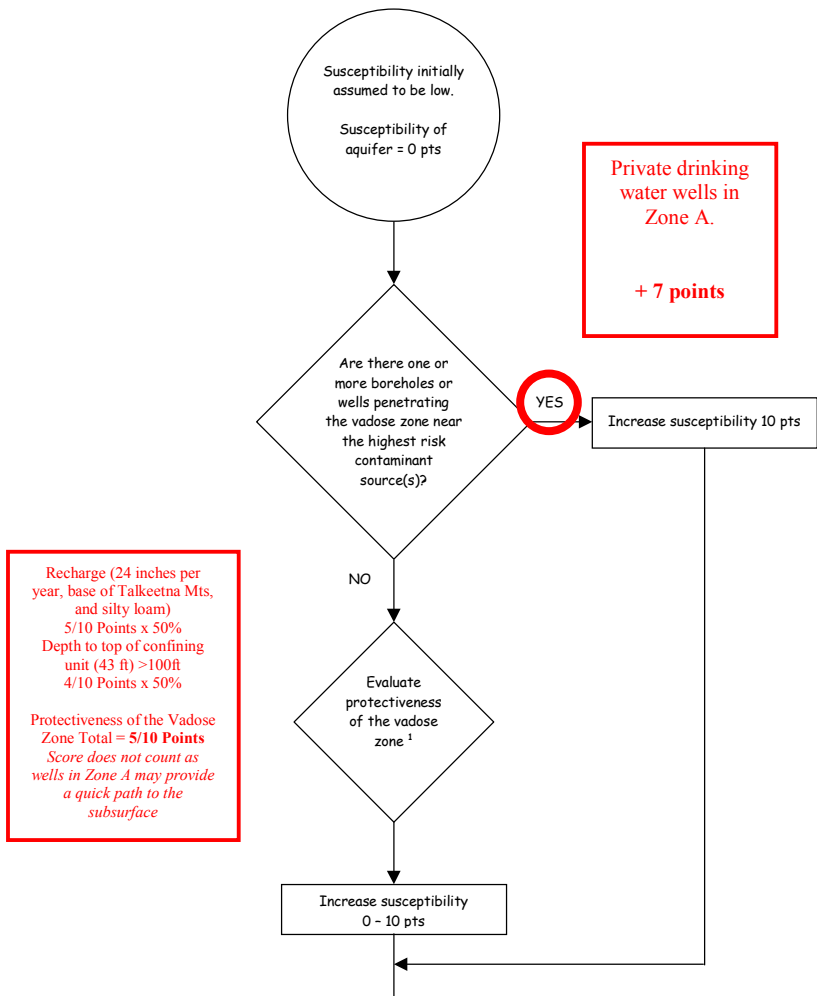 Susceptibility initially
assumed to be low.
Susceptibility of
aquifer = 0 pts
Private drinking
water wells in
Zone A.
+ 7 points
Are there one or
more boreholes or
wells penetrating
the vadose zone near
the highest risk
contaminant
source(s)?
YES
Increase susceptibility 10 pts
NO
Recharge (24 inches per
year, base of Talkeetna Mts,
and silty loam)
5/10 Points x 50%
Depth to top of confining
unit (43 ft) >100ft
4/10 Points x 50%
Protectiveness of the Vadose
Zone Total = 5/10 Points
Score does not count as
wells in Zone A may provide
a quick path to the
subsurface
Evaluate
protectiveness
of the vadose
zone ¹
Increase susceptibility
0 – 10 pts